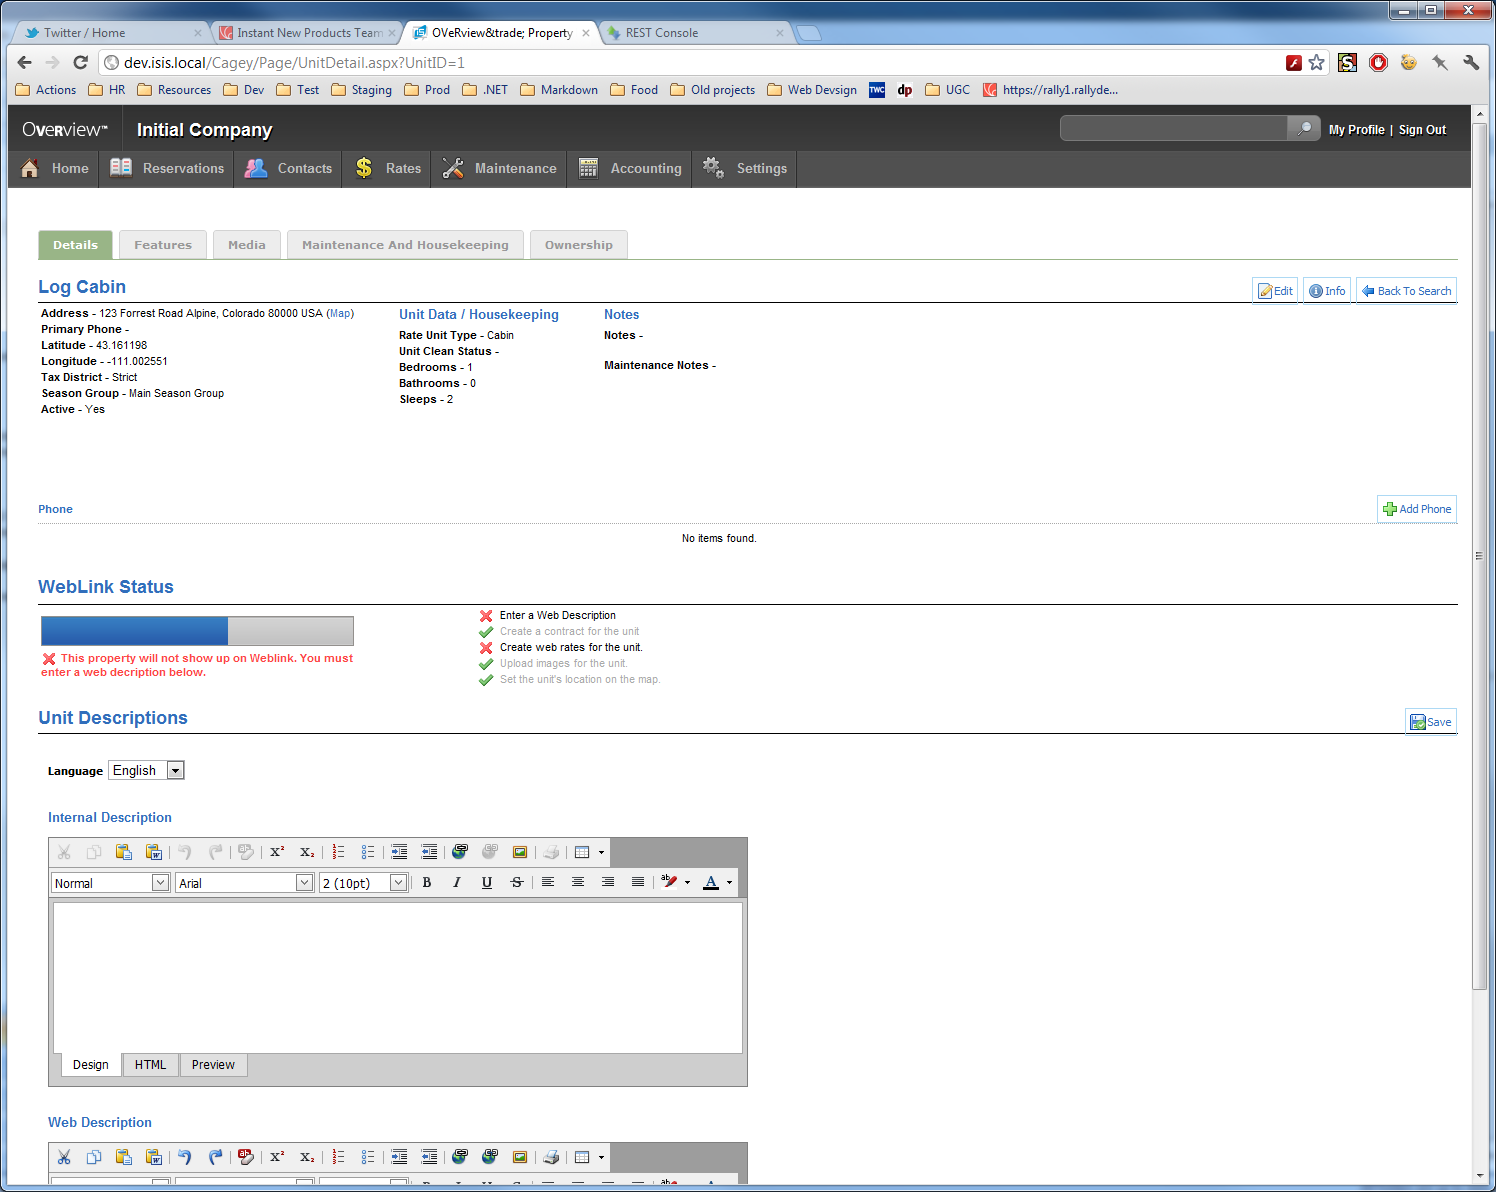 Twitter / Home
Instant New Products Team
OVeRview&trade; Property
REST Console
dev.isis.local/Cagey/Page/UnitDetail.aspx?UnitID=1
Actions HR Resources Dev Test Staging Prod .NET Markdown Food Old projects Web Devsign TWC dp UGC https://rally1.rallyde...
OVeRview™ Initial Company My Profile | Sign Out
Home Reservations Contacts Rates Maintenance Accounting Settings
Details Features Media Maintenance And Housekeeping Ownership
Log Cabin
Edit Info Back To Search
Address - 123 Forrest Road Alpine, Colorado 80000 USA (Map)
Primary Phone -
Latitude - 43.161198
Longitude - -111.002551
Tax District - Strict
Season Group - Main Season Group
Active - Yes
Unit Data / Housekeeping
Rate Unit Type - Cabin
Unit Clean Status -
Bedrooms - 1
Bathrooms - 0
Sleeps - 2
Notes
Notes -
Maintenance Notes -
Phone
Add Phone
No items found.
WebLink Status
This property will not show up on Weblink. You must
enter a web decription below.
Enter a Web Description
Create a contract for the unit
Create web rates for the unit.
Upload images for the unit.
Set the unit's location on the map.
Unit Descriptions
Save
Language English
Internal Description
Normal Arial 2 (10pt) B I U S A
Design HTML Preview
Web Description